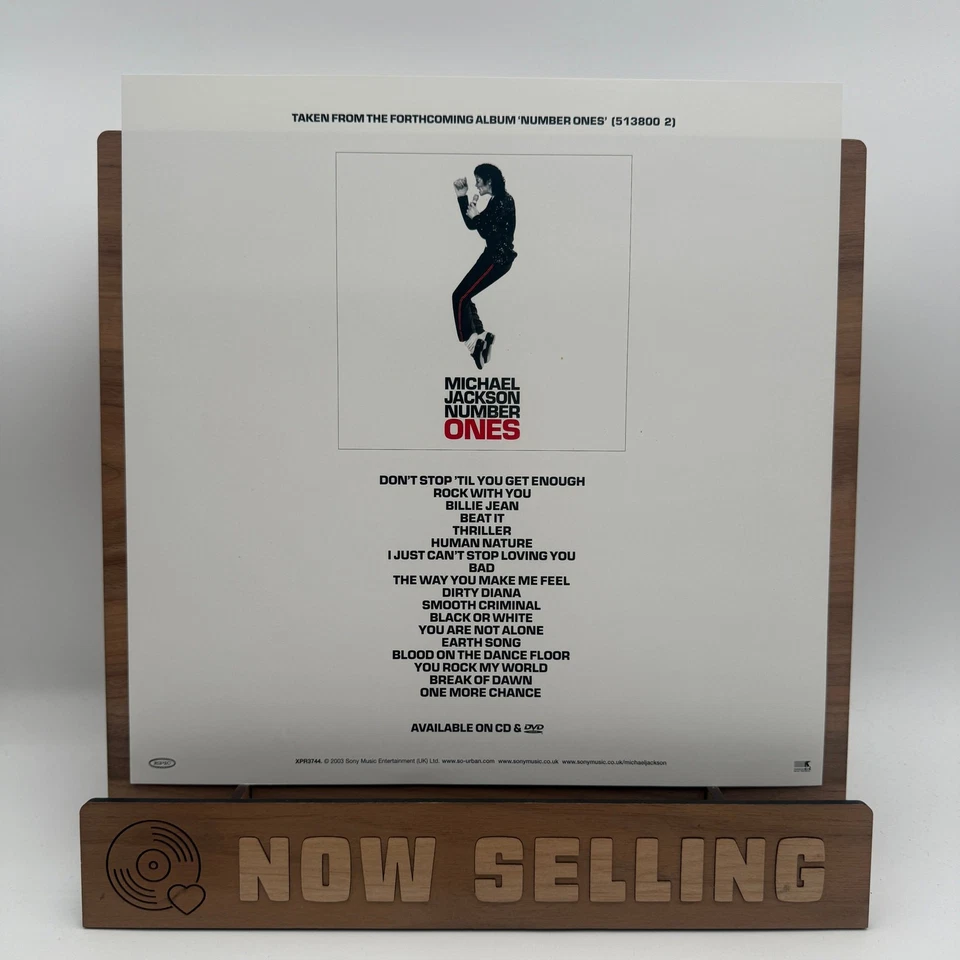 TAKEN FROM THE FORTHCOMING ALBUM 'NUMBER ONES' (513800 2)
MICHAEL
JACKSON
NUMBER
ONES
DON'T STOP 'TIL YOU GET ENOUGH
ROCK WITH YOU
BILLIE JEAN
BEAT IT
THRILLER
HUMAN NATURE
I JUST CAN'T STOP LOVING YOU
BAD
THE WAY YOU MAKE ME FEEL
DIRTY DIANA
SMOOTH CRIMINAL
BLACK OR WHITE
YOU ARE NOT ALONE
EARTH SONG
BLOOD ON THE DANCE FLOOR
YOU ROCK MY WORLD
BREAK OF DAWN
ONE MORE CHANCE
AVAILABLE ON CD & DVD
XPR3744. © 2003 Sony Music Entertainment (UK) Ltd. www.so-urban.com www.sonymusic.co.uk www.sonymusic.co.uk/michaeljackson
NOW SELLING